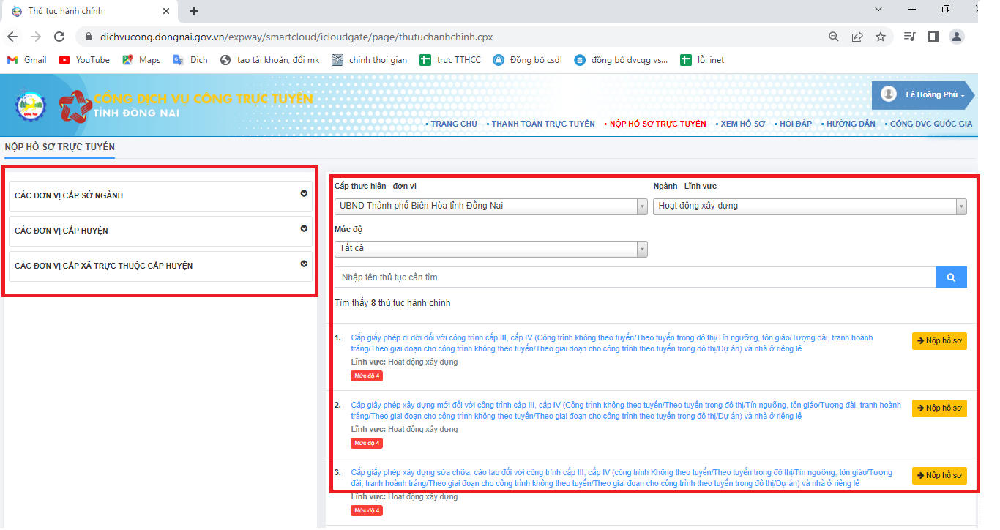 Thủ tục hành chính
dichvucong.dongnai.gov.vn/expway/smartcloud/icloudgate/page/thutuchanhchinh.cpx
Gmail YouTube Maps Dịch tạo tài khoản, đổi mk chinh thoi gian trực TTHCC Đồng bộ csdl đồng bộ dvcqg vs... lỗi inet
CỔNG DỊCH VỤ CÔNG TRỰC TUYẾN
TỈNH ĐỒNG NAI
Đồng Nai
Lê Hoàng Phú
• TRANG CHỦ • THANH TOÁN TRỰC TUYẾN • NỘP HỒ SƠ TRỰC TUYẾN • XEM HỒ SƠ • HỎI ĐÁP • HƯỚNG DẪN • CỔNG DVC QUỐC GIA
NỘP HỒ SƠ TRỰC TUYẾN
CÁC ĐƠN VỊ CẤP SỞ NGÀNH
CÁC ĐƠN VỊ CẤP HUYỆN
CÁC ĐƠN VỊ CẤP XÃ TRỰC THUỘC CẤP HUYỆN
Cấp thực hiện - đơn vị Ngành - Lĩnh vực
UBND Thành phố Biên Hòa tỉnh Đồng Nai Hoạt động xây dựng
Mức độ
Tất cả
Nhập tên thủ tục cần tìm
Tìm thấy 8 thủ tục hành chính
1. Cấp giấy phép di dời đối với công trình cấp III, cấp IV (Công trình không theo tuyến/Theo tuyến trong đô thị/Tín ngưỡng, tôn giáo/Tượng đài, tranh hoành
tráng/Theo giai đoạn cho công trình không theo tuyến/Theo giai đoạn cho công trình theo tuyến trong đô thị/Dự án) và nhà ở riêng lẻ
→ Nộp hồ sơ
Lĩnh vực: Hoạt động xây dựng
Mức độ 4
2. Cấp giấy phép xây dựng mới đối với công trình cấp III, cấp IV (Công trình không theo tuyến/Theo tuyến trong đô thị/Tín ngưỡng, tôn giáo/Tượng đài, tranh hoành
tráng/Theo giai đoạn cho công trình không theo tuyến/Theo giai đoạn cho công trình theo tuyến trong đô thị/Dự án) và nhà ở riêng lẻ
→ Nộp hồ sơ
Lĩnh vực: Hoạt động xây dựng
Mức độ 4
3. Cấp giấy phép xây dựng sửa chữa, cải tạo đối với công trình cấp III, cấp IV (công trình Không theo tuyến/Theo tuyến trong đô thị/Tín ngưỡng, tôn giáo/Tượng
đài, tranh hoành tráng/Theo giai đoạn cho công trình không theo tuyến/Theo giai đoạn cho công trình theo tuyến trong đô thị/Dự án) và nhà ở riêng lẻ
→ Nộp hồ sơ
Lĩnh vực: Hoạt động xây dựng
Mức độ 4